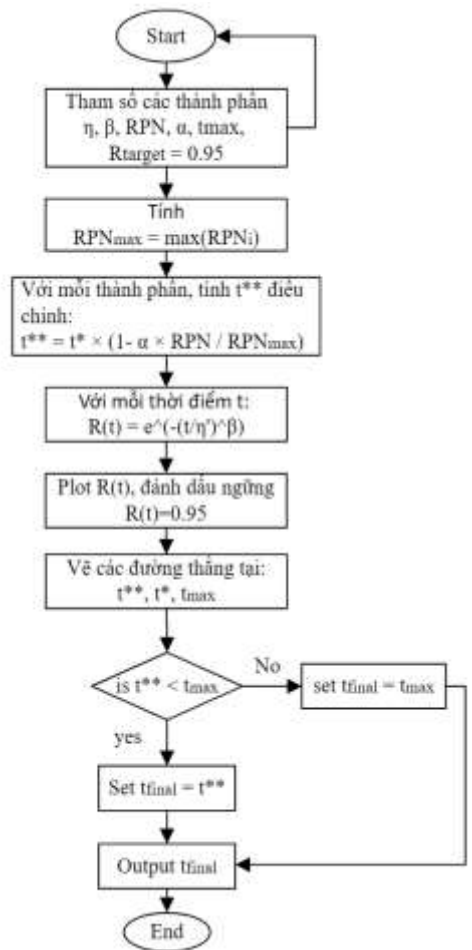 Start
Tham số các thành phần
η, β, RPN, α, tmax,
Rtarget = 0.95
Tính
RPNmax = max(RPNi)
Với mỗi thành phần, tính t** điều
chỉnh:
t** = t* × (1- α × RPN / RPNmax)
Với mỗi thời điểm t:
R(t) = e^(-(t/η')^β)
Plot R(t), đánh dấu ngưỡng
R(t)=0.95
Vẽ các đường thẳng tại:
t**, t*, tmax
is t** < tmax
No
set tfinal = tmax
yes
Set tfinal = t**
Output tfinal
End